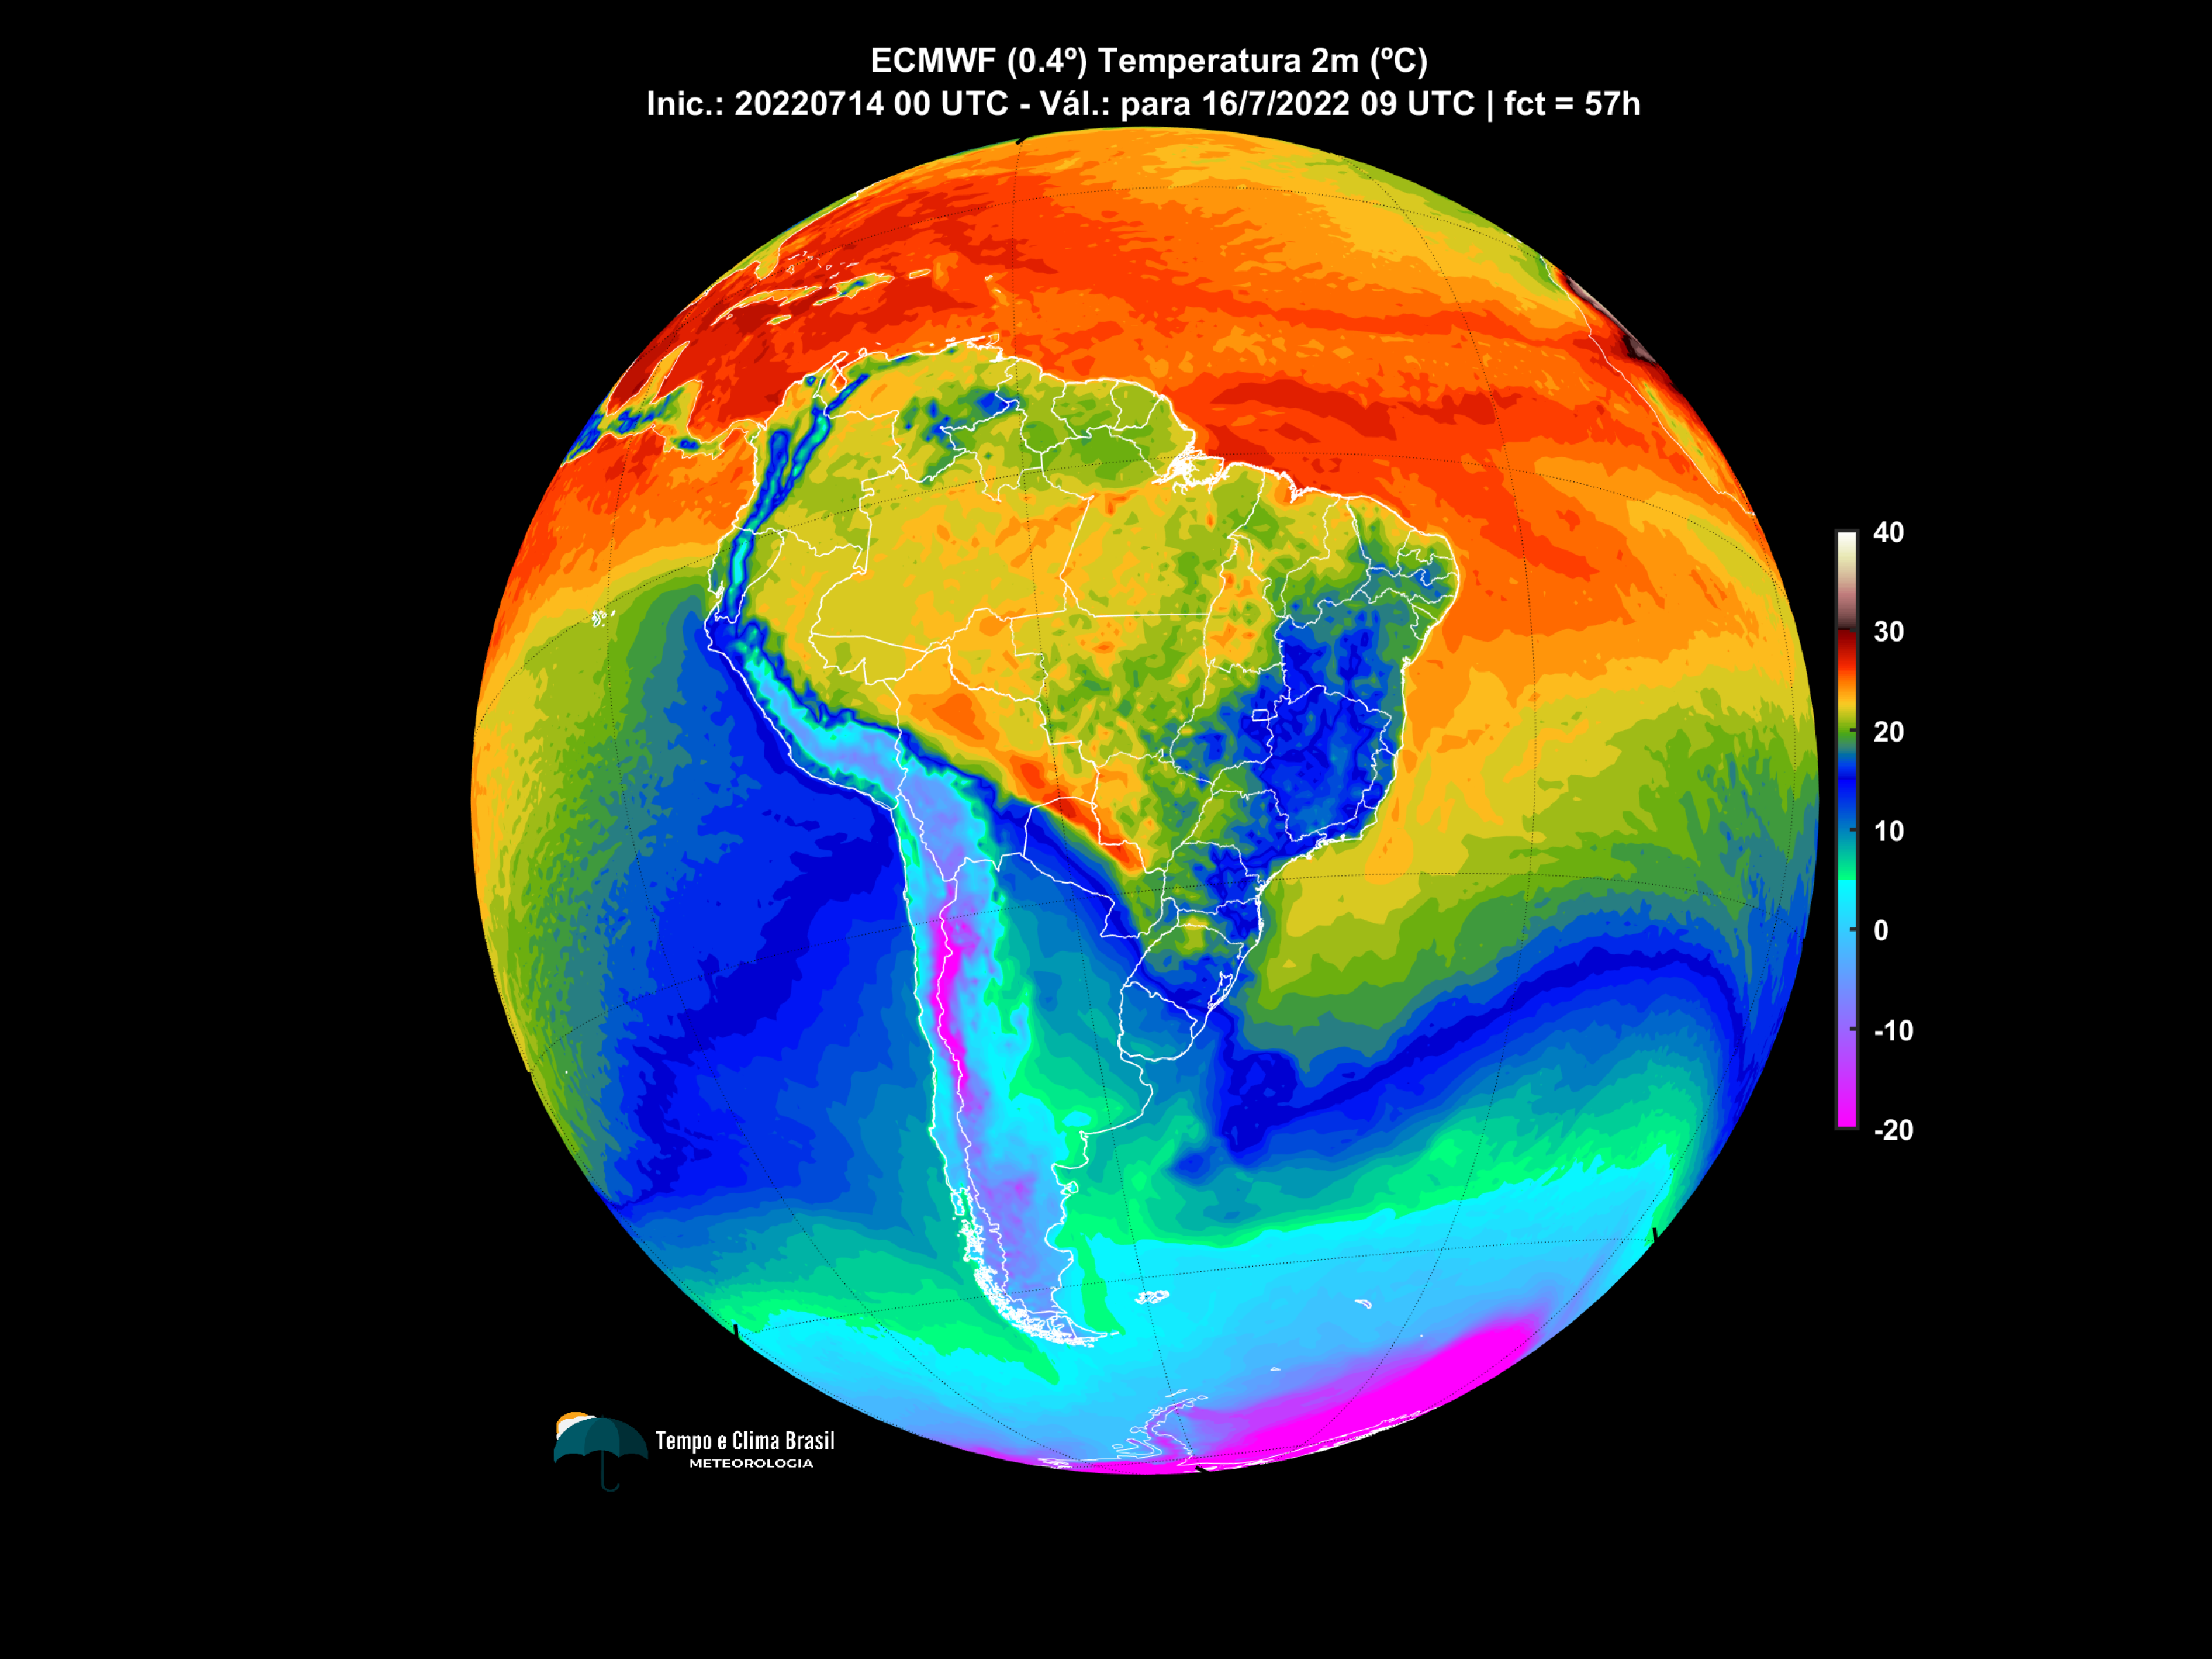 ECMWF (0.4º) Temperatura 2m (ºC)
Inic.: 20220714 00 UTC - Vál.: para 16/7/2022 09 UTC | fct = 57h
40
30
20
10
0
-10
-20
Tempo e Clima Brasil
METEOROLOGIA